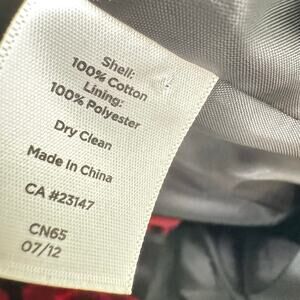 Shell:
100% Cotton
Lining:
100% Polyester
Dry Clean
Made In China
CA #23147
CN65
07/12